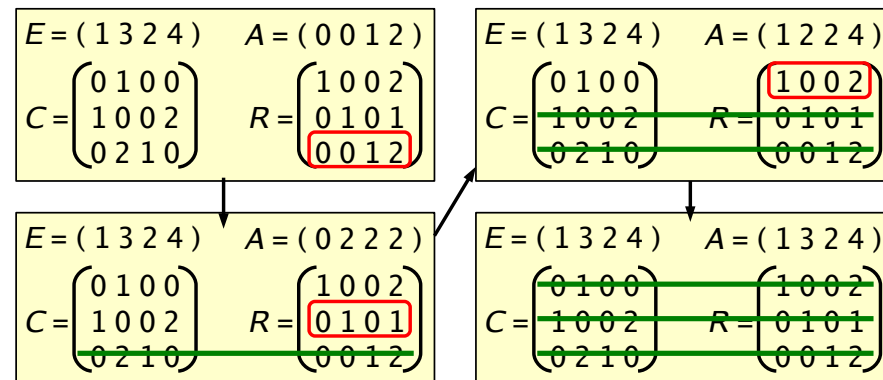 E = ( 1 3 2 4 ) A = ( 0 0 1 2 )
0 1 0 0 1 0 0 2
C = 1 0 0 2 R = 0 1 0 1
0 2 1 0 0 0 1 2
E = ( 1 3 2 4 ) A = ( 0 2 2 2 )
0 1 0 0 1 0 0 2
C = 1 0 0 2 R = 0 1 0 1
0 2 1 0 0 0 1 2
E = ( 1 3 2 4 ) A = ( 1 2 2 4 )
0 1 0 0 1 0 0 2
C = 1 0 0 2 R = 0 1 0 1
0 2 1 0 0 0 1 2
E = ( 1 3 2 4 ) A = ( 1 3 2 4 )
0 1 0 0 1 0 0 2
C = 1 0 0 2 R = 0 1 0 1
0 2 1 0 0 0 1 2